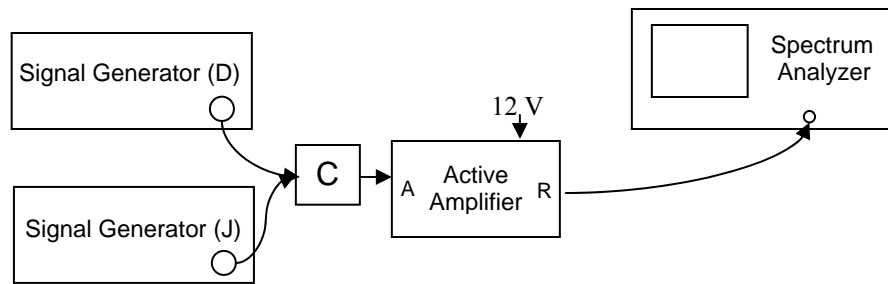 Signal Generator (D)
Signal Generator (J)
C
12 V
A
Active
Amplifier
R
Spectrum
Analyzer